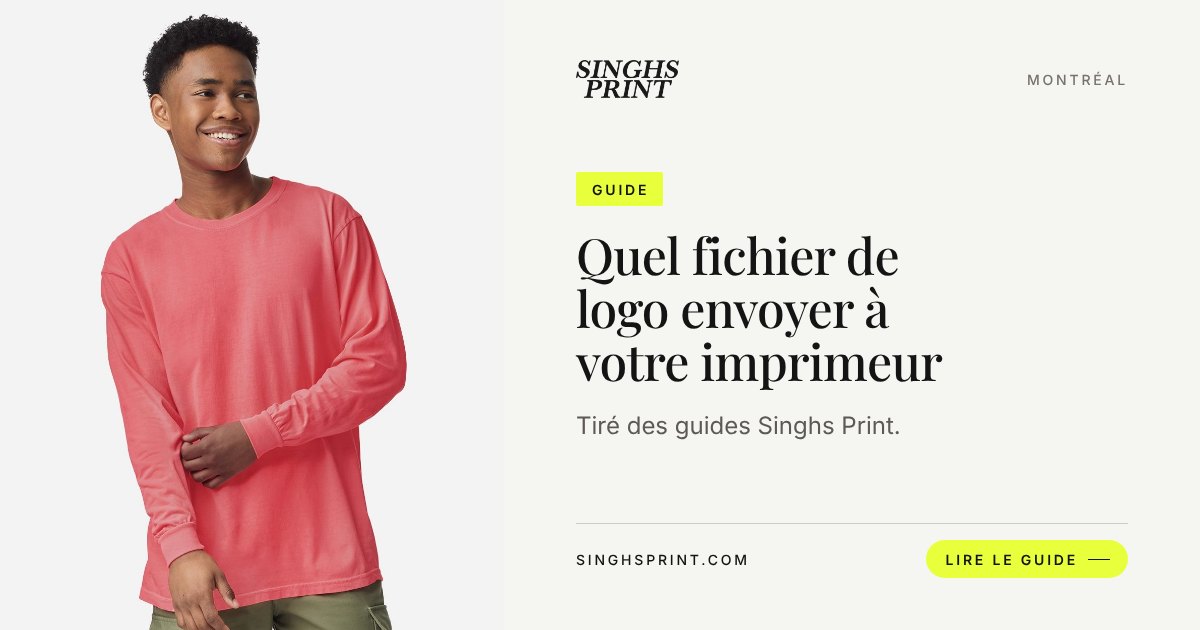 SINGHS
PRINT
MONTRÉAL
GUIDE
Quel fichier de
logo envoyer à
votre imprimeur
Tiré des guides Singhs Print.
SINGHSPRINT.COM
LIRE LE GUIDE —